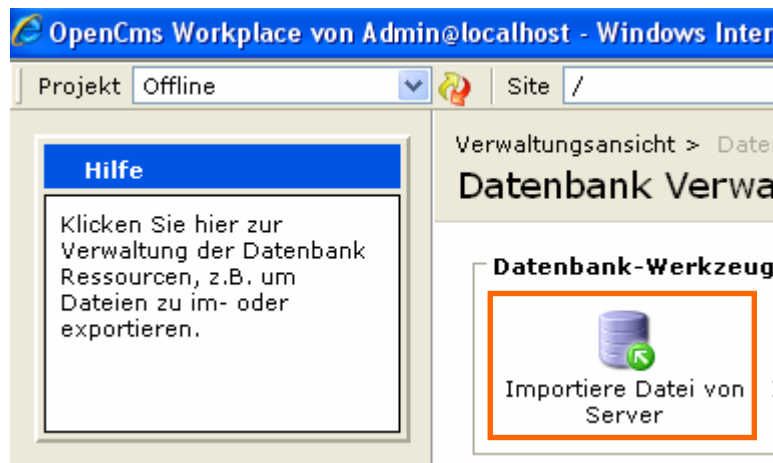 OpenCms Workplace von Admin@localhost - Windows Inter
Projekt Offline Site /
Hilfe
Klicken Sie hier zur
Verwaltung der Datenbank
Ressourcen, z.B. um
Dateien zu im- oder
exportieren.
Verwaltungsansicht > Date
Datenbank Verwa
Datenbank-Werkzeug
Importiere Datei von
Server